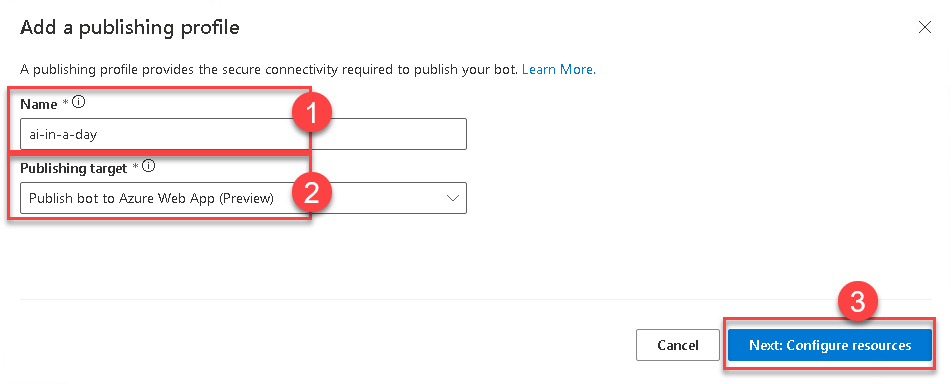 Add a publishing profile
A publishing profile provides the secure connectivity required to publish your bot. Learn More.
Name *
1
ai-in-a-day
Publishing target *
2
Publish bot to Azure Web App (Preview)
3
Cancel
Next: Configure resources